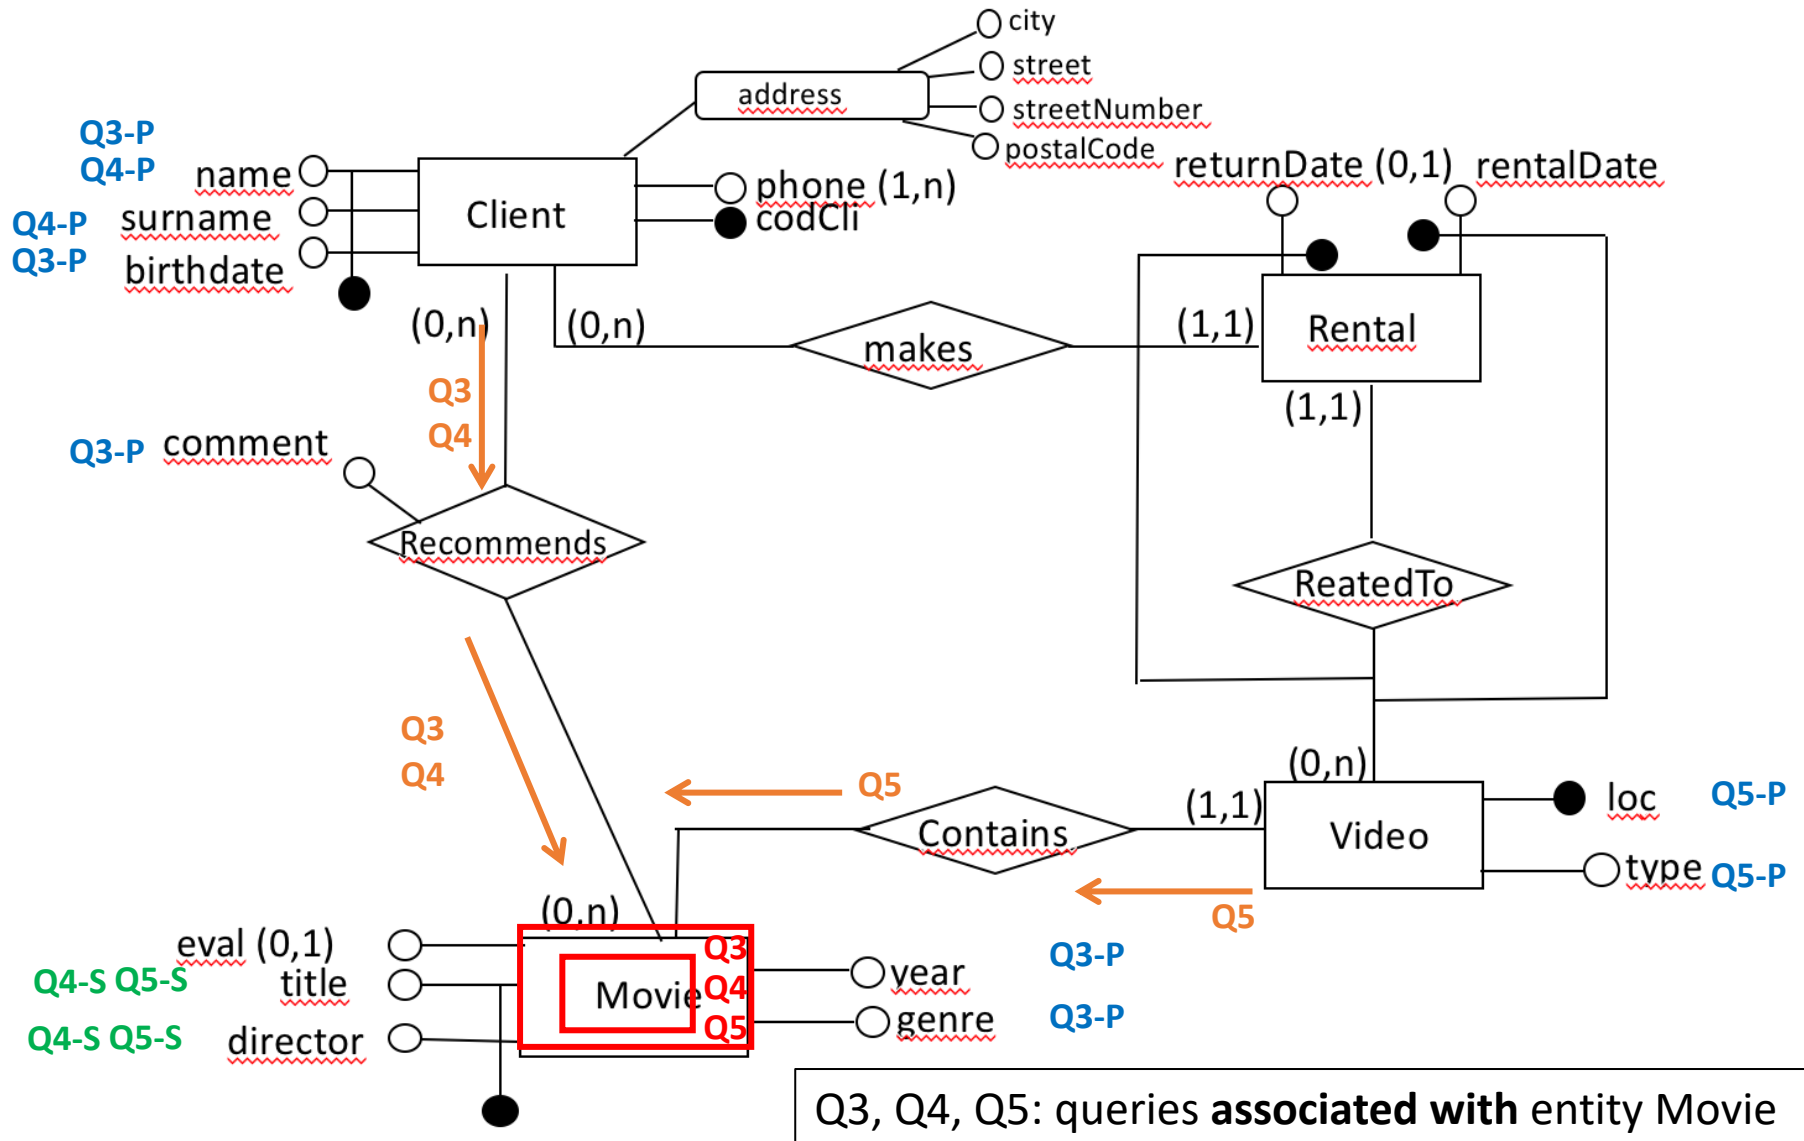 city
street
address
streetNumber
postalCode
Q3-P
Q4-P
name
Q4-P
surname
Q3-P
birthdate
Client
phone (1,n)
codCli
returnDate (0,1)
rentalDate
(0,n)
(0,n)
makes
(1,1)
Rental
(1,1)
Q3
Q4
Q3-P
comment
Recommends
ReatedTo
Q3
Q4
Q5
Contains
(1,1)
(0,n)
Video
loc
Q5-P
type
Q5-P
Q5
(0,n)
eval (0,1)
Q4-S Q5-S
title
Q4-S Q5-S
director
Movie
Q3
Q4
Q5
year
Q3-P
genre
Q3-P
Q3, Q4, Q5: queries associated with entity Movie